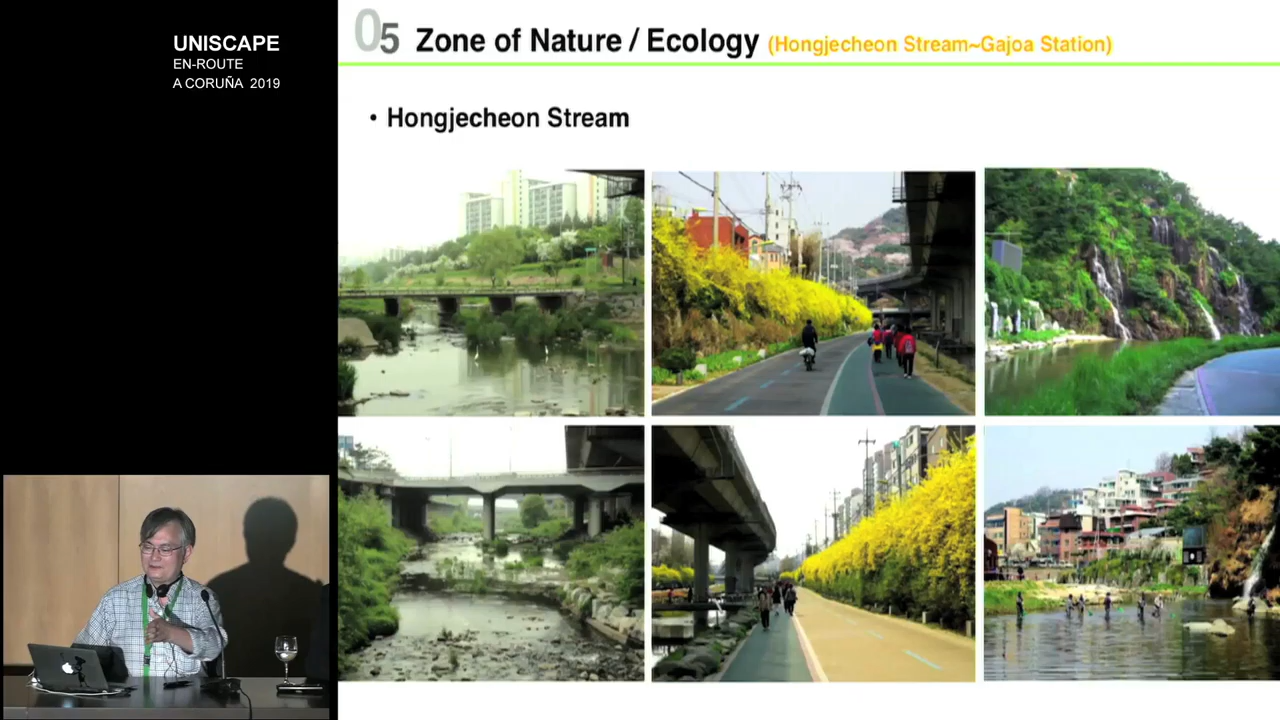 UNISCAPE
EN-ROUTE
A CORUÑA 2019
05 Zone of Nature / Ecology (Hongjecheon Stream~Gajoa Station)
• Hongjecheon Stream